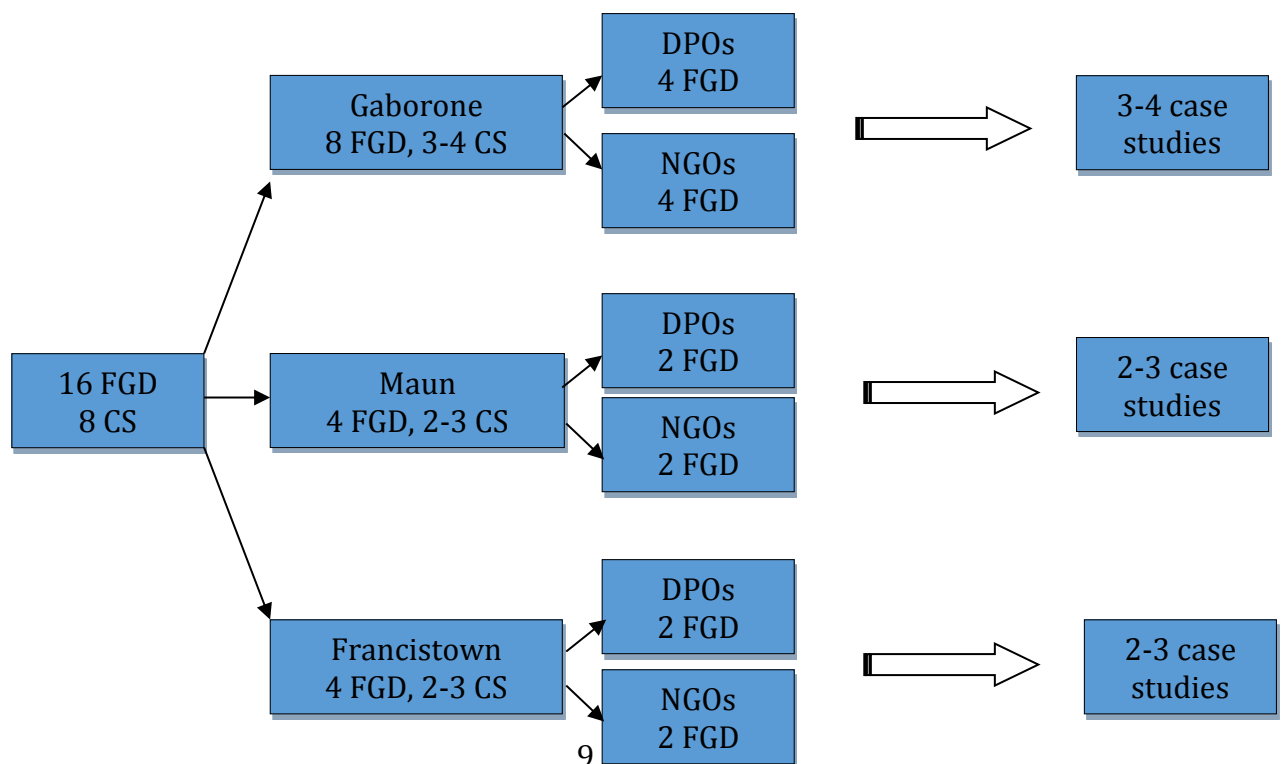 DPOs
4 FGD
Gaborone
8 FGD, 3-4 CS
NGOs
4 FGD
3-4 case
studies
16 FGD
8 CS
DPOs
2 FGD
Maun
4 FGD, 2-3 CS
NGOs
2 FGD
2-3 case
studies
DPOs
2 FGD
Francistown
4 FGD, 2-3 CS
NGOs
2 FGD
2-3 case
studies
9